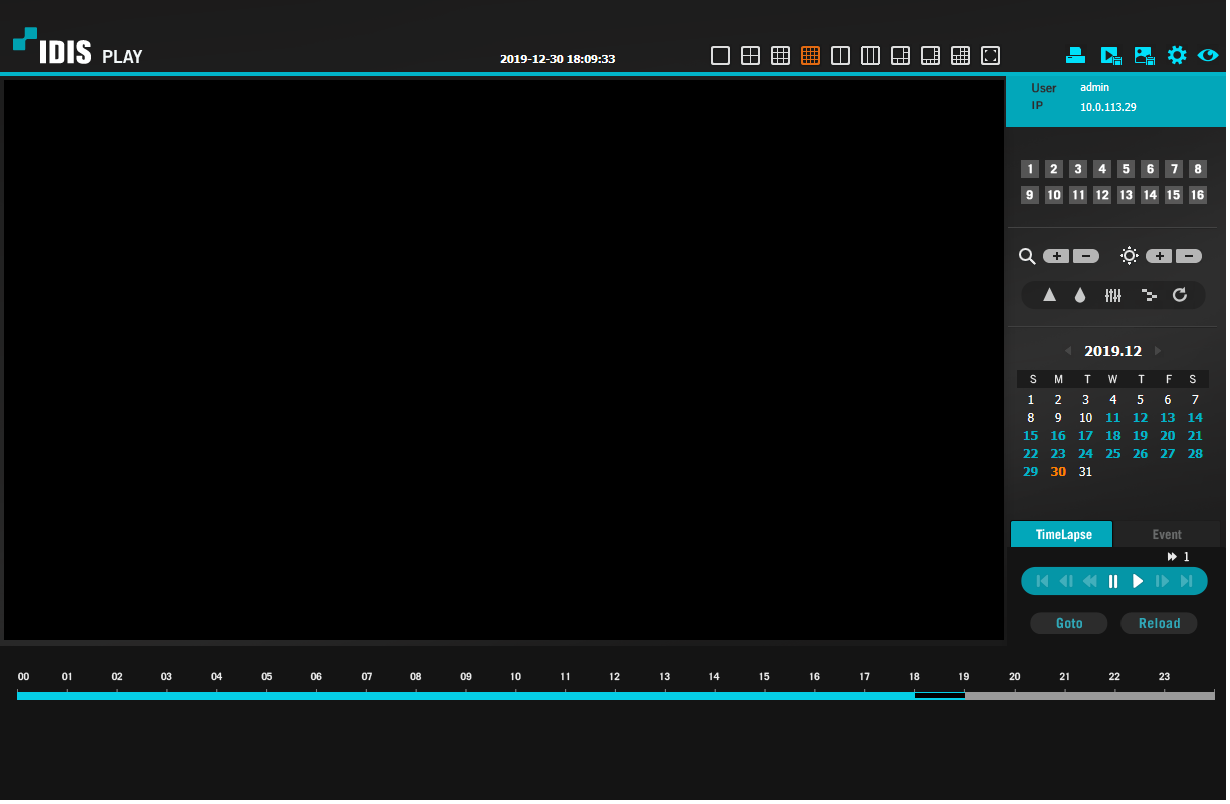 IDIS PLAY
2019-12-30 18:09:33
User admin
IP 10.0.113.29
1 2 3 4 5 6 7 8
9 10 11 12 13 14 15 16
2019.12
S M T W T F S
1 2 3 4 5 6 7
8 9 10 11 12 13 14
15 16 17 18 19 20 21
22 23 24 25 26 27 28
29 30 31
TimeLapse Event
1
Goto Reload
00 01 02 03 04 05 06 07 08 09 10 11 12 13 14 15 16 17 18 19 20 21 22 23